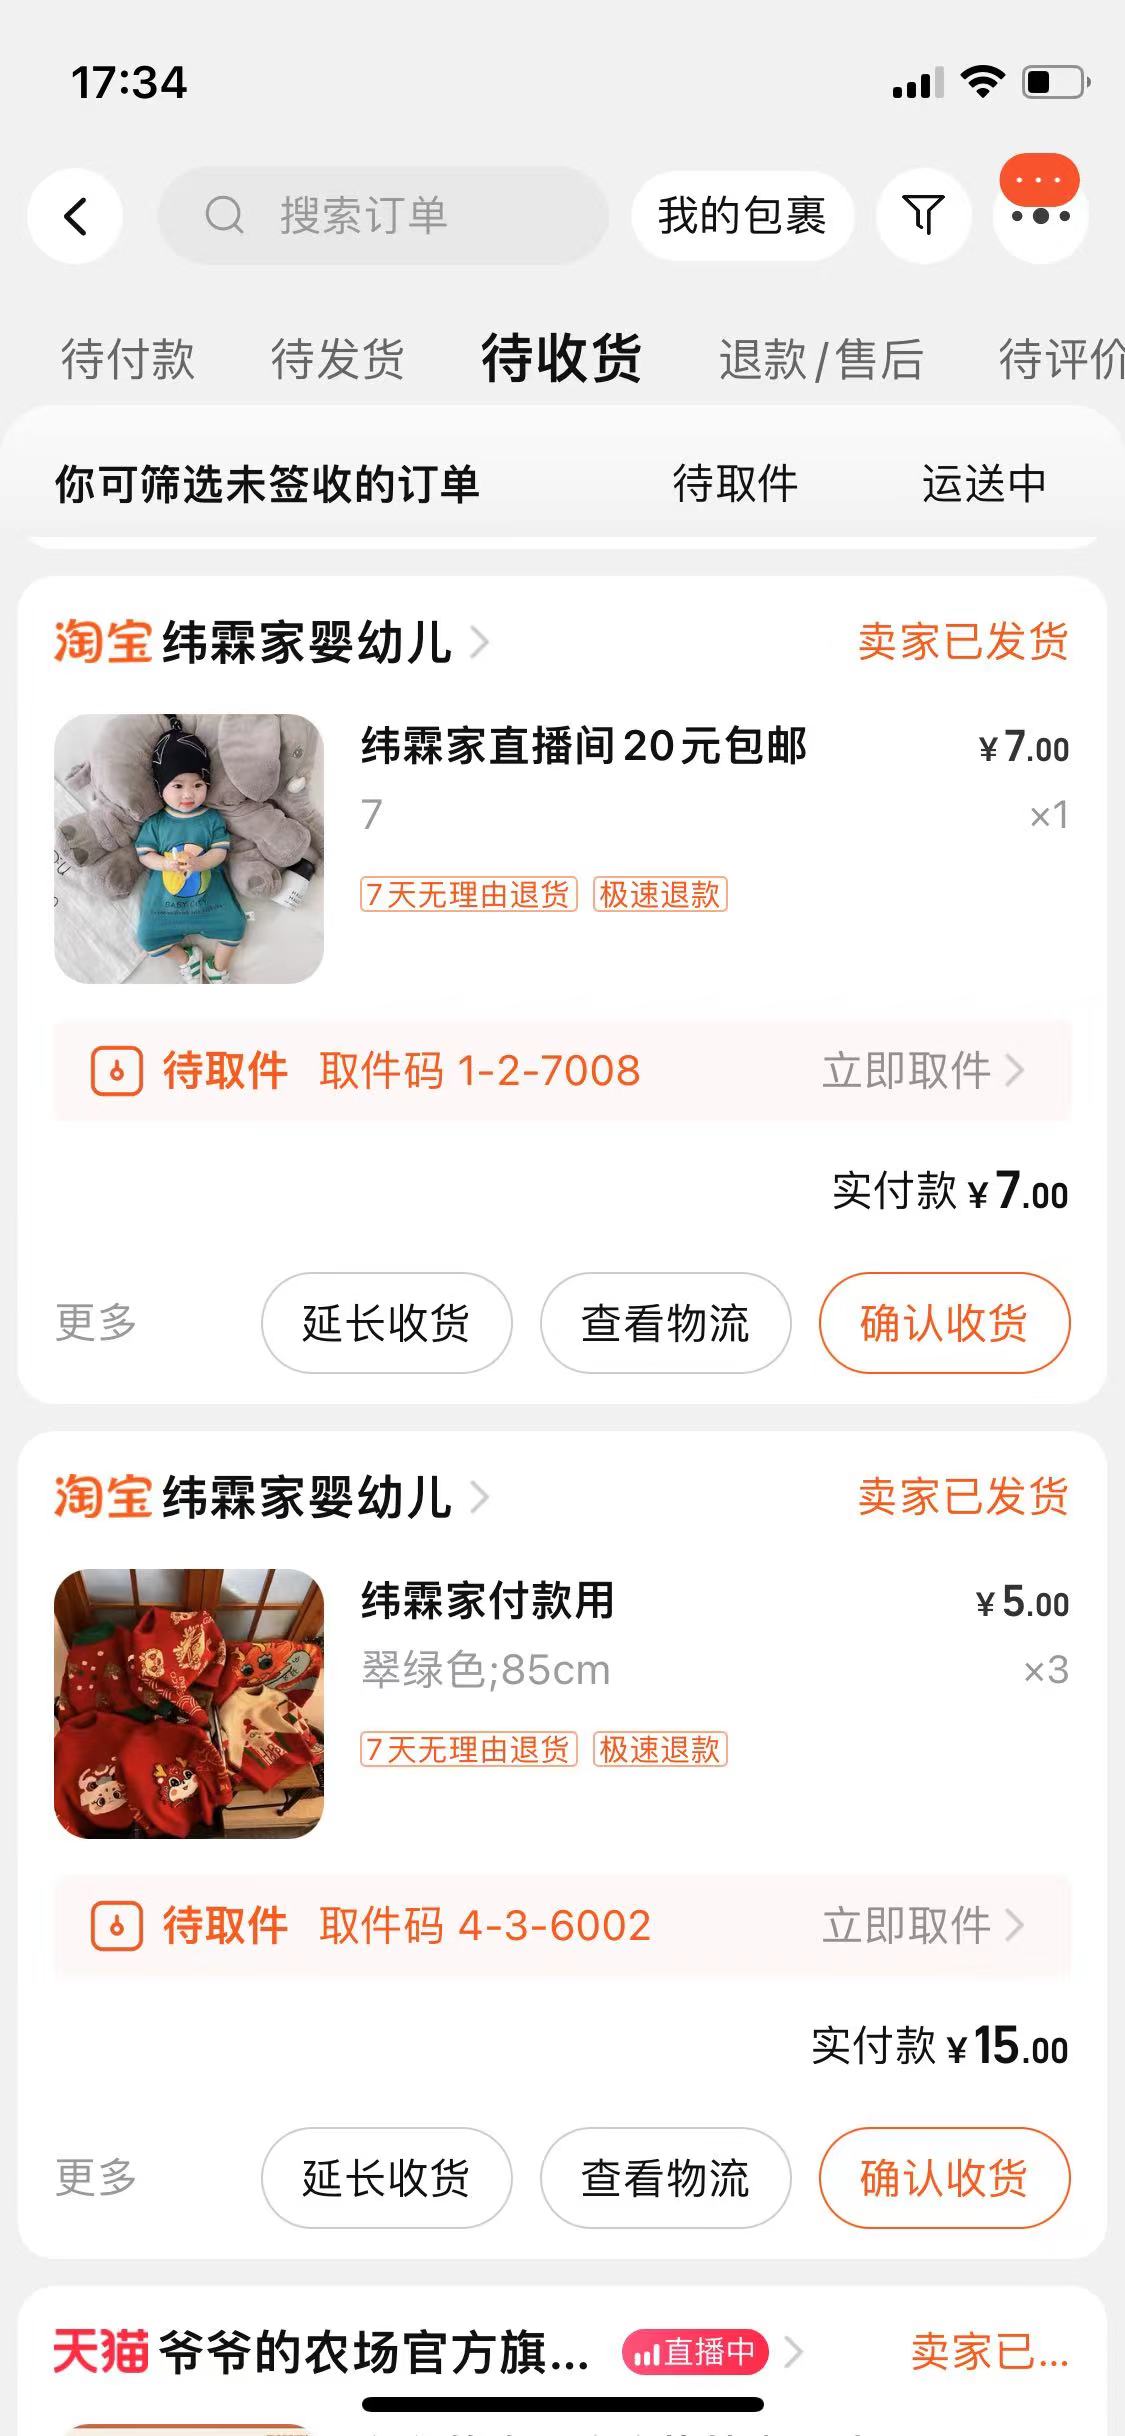 17:34
搜索订单
我的包裹
待付款 待发货 待收货 退款/售后 待评价
你可筛选未签收的订单 待取件 运送中
淘宝 纬霖家婴幼儿 卖家已发货
纬霖家直播间20元包邮 ¥7.00
7 ×1
7天无理由退货 极速退款
BABY CITY
待取件 取件码 1-2-7008 立即取件
实付款 ¥7.00
更多 延长收货 查看物流 确认收货
淘宝 纬霖家婴幼儿 卖家已发货
纬霖家付款用 ¥5.00
翠绿色;85cm ×3
7天无理由退货 极速退款
待取件 取件码 4-3-6002 立即取件
实付款 ¥15.00
更多 延长收货 查看物流 确认收货
天猫 爷爷的农场官方旗... 直播中 卖家已...